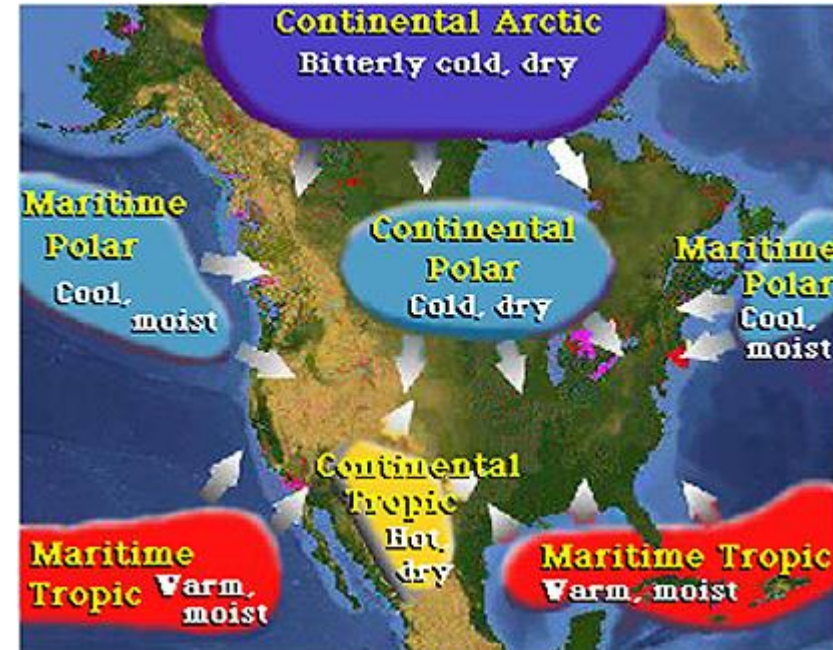 Continental Arctic
Bitterly cold, dry
Maritime
Polar
Cool,
moist
Continental
Polar
Cold, dry
Maritime
Polar
Cool,
moist
Continental
Tropic
Hot,
dry
Maritime
Tropic Warm,
moist
Maritime Tropic
Warm, moist